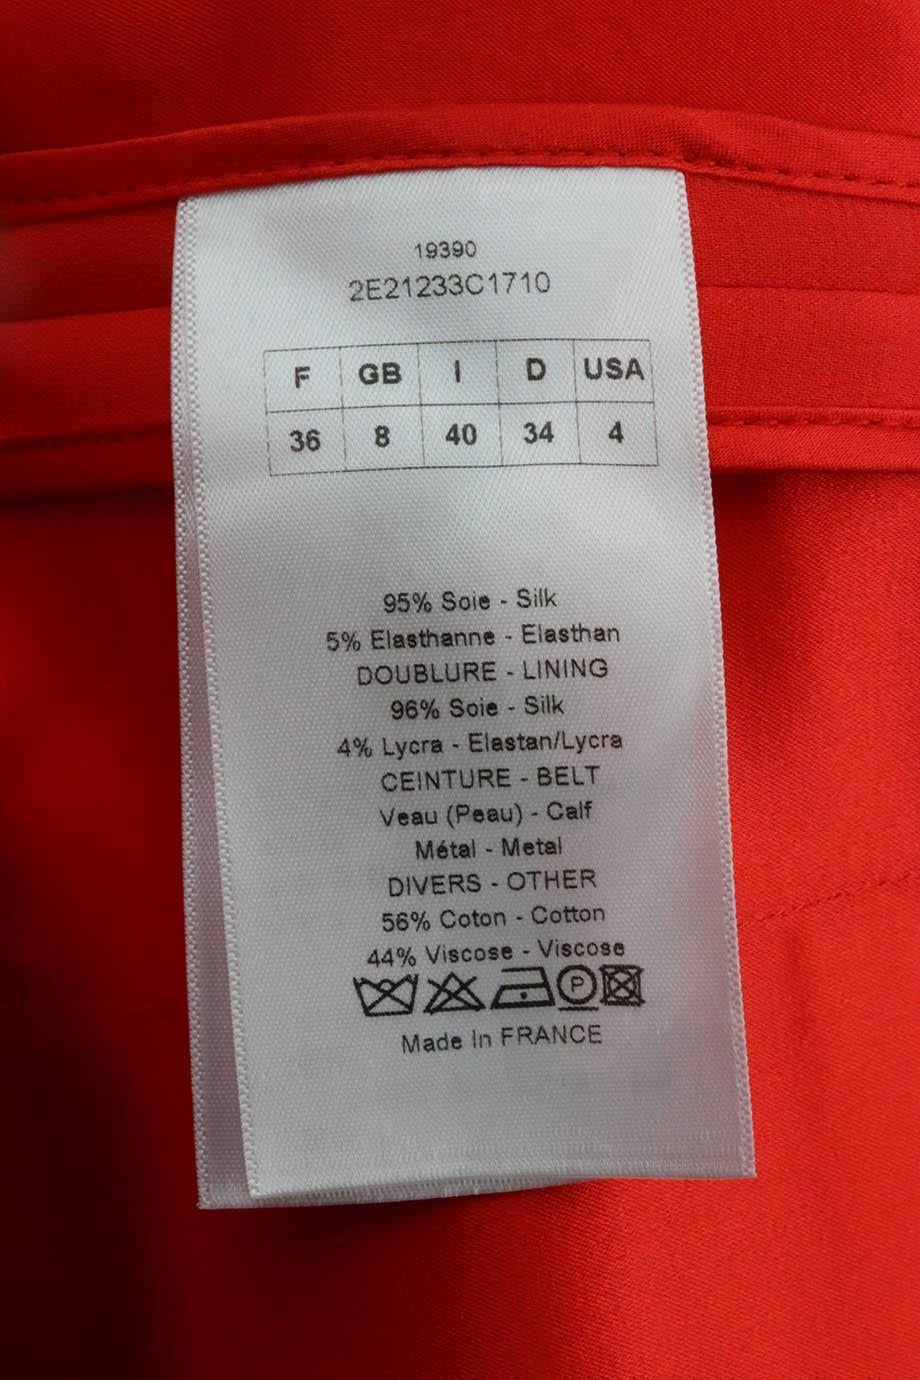 19390
2E21233C1710
F GB I D USA
36 8 40 34 4
95% Soie - Silk
5% Elasthanne - Elasthan
DOUBLURE - LINING
96% Soie - Silk
4% Lycra - Elastan/Lycra
CEINTURE - BELT
Veau (Peau) - Calf
Métal - Metal
DIVERS - OTHER
56% Coton - Cotton
44% Viscose - Viscose
P
Made In FRANCE